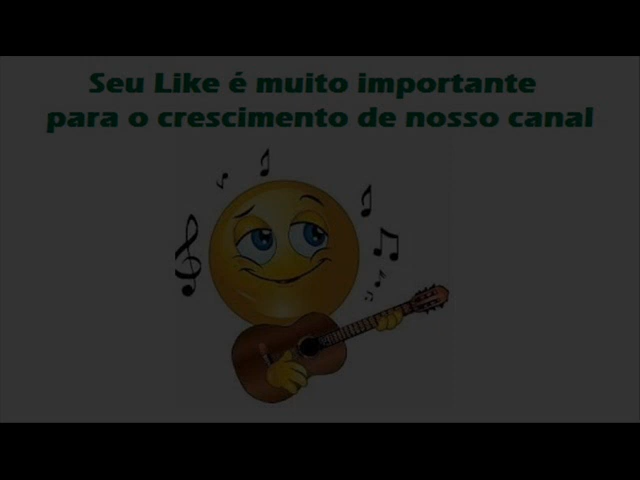 Seu Like é muito importante
para o crescimento de nosso canal